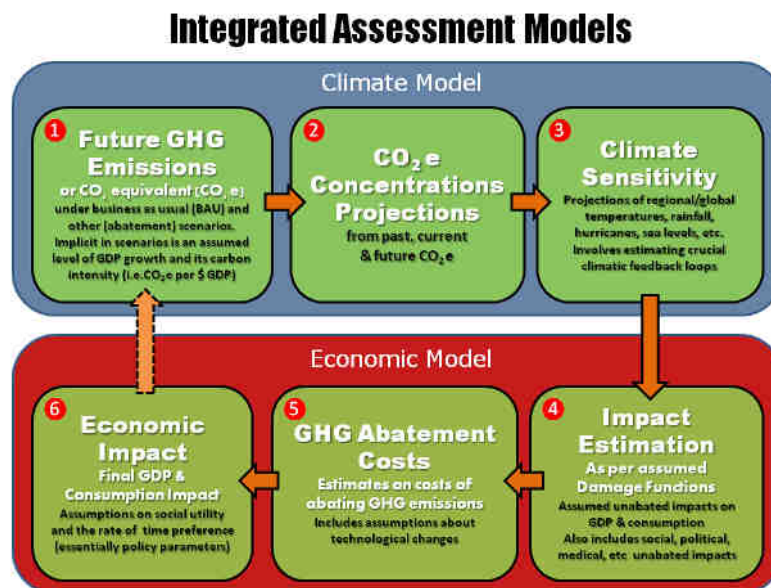 Integrated Assessment Models
Climate Model
1
Future GHG
Emissions
or CO₂ equivalent (CO₂ e)
under business as usual (BAU) and
other (abatement) scenarios.
Implicit in scenarios is an assumed
level of GDP growth and its carbon
intensity (i.e.CO₂e per $ GDP)
2
CO₂ e
Concentrations
Projections
from past, current
& future CO₂ e
3
Climate
Sensitivity
Projections of regional/global
temperatures, rainfall,
hurricanes, sea levels, etc.
Involves estimating crucial
climatic feedback loops
Economic Model
6
Economic
Impact
Final GDP &
Consumption Impact
Assumptions on social utility
and the rate of time preference
(essentially policy parameters)
5
GHG Abatement
Costs
Estimates on costs of
abating GHG emissions
Includes assumptions about
technological changes
4
Impact
Estimation
As per assumed
Damage Functions
Assumed unabated impacts on
GDP & consumption
Also includes social, political,
medical, etc unabated impacts